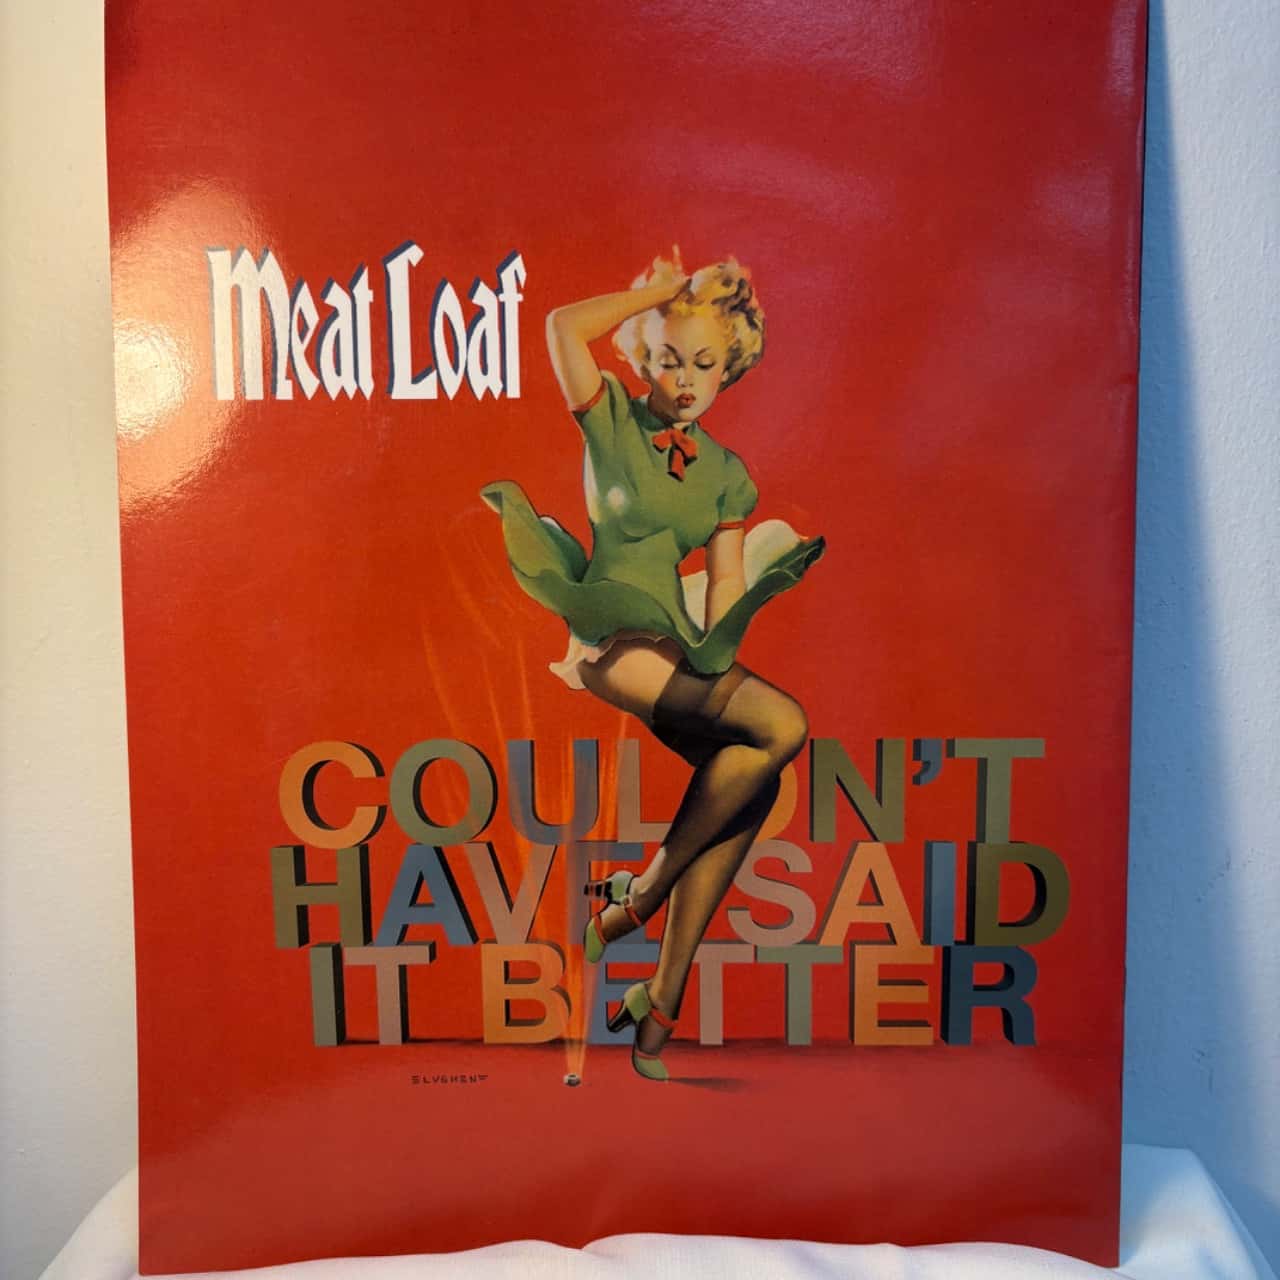 Meat Loaf
COULDN'T
HAVE SAID
IT BETTER